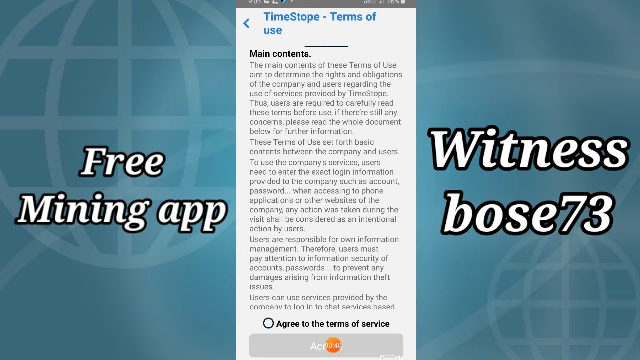 TimeStope - Terms of
use
Main contents.
The main contents of these Terms of Use
aim to determine the rights and obligations
of the company and users regarding the
use of services provided by TimeStope.
Thus, users are required to carefully read
these terms before use, if there're still any
concerns, please read the whole document
below for further information.
These Terms of Use set forth basic
contents between the company and users.
To use the company's services, users
need to enter the exact login information
provided to the company such as account,
password... when accessing to phone
applications or other websites of the
company, any action was taken during the
visit shall be considered as an intentional
action by users.
Users are responsible for own information
management. Therefore, users must
pay attention to information security of
accounts, passwords... to prevent any
damages arising from information theft
issues.
Users can use services provided by the
company to log in to chat services based
Agree to the terms of service
Free
Mining app
Witness
bose73